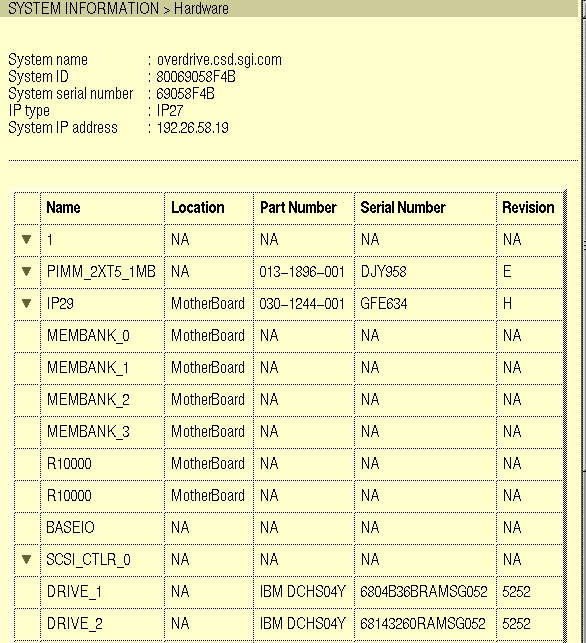 SYSTEM INFORMATION > Hardware
System name : overdrive.csd.sgi.com
System ID : 80069058F4B
System serial number : 69058F4B
IP type : IP27
System IP address : 192.26.58.19
Name Location Part Number Serial Number Revision
1 NA NA NA NA
PIMM_2XT5_1MB NA 013-1896-001 DJY958 E
IP29 MotherBoard 030-1244-001 GFE634 H
MEMBANK_0 MotherBoard NA NA NA
MEMBANK_1 MotherBoard NA NA NA
MEMBANK_2 MotherBoard NA NA NA
MEMBANK_3 MotherBoard NA NA NA
R10000 MotherBoard NA NA NA
R10000 MotherBoard NA NA NA
BASEIO NA NA NA NA
SCSI_CTLR_0 NA NA NA NA
DRIVE_1 NA IBM DCHS04Y 6804B36BRAMSG052 5252
DRIVE_2 NA IBM DCHS04Y 68143260RAMSG052 5252